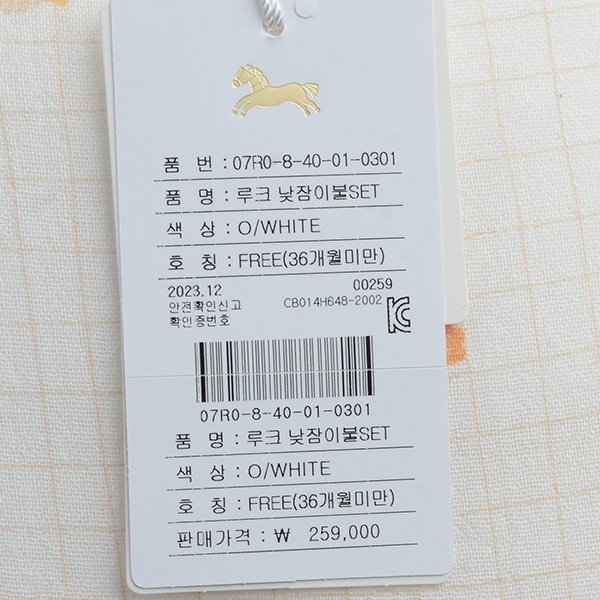 품 번 : 07R0-8-40-01-0301
품 명 : 루크 낮잠이불SET
색 상 : O/WHITE
호 칭 : FREE(36개월미만)
2023.12 00259
안전확인신고 CB014H648-2002
확인증번호
07R0-8-40-01-0301
품 명 : 루크 낮잠이불SET
색 상 : O/WHITE
호 칭 : FREE(36개월미만)
판매가격 : ₩ 259,000